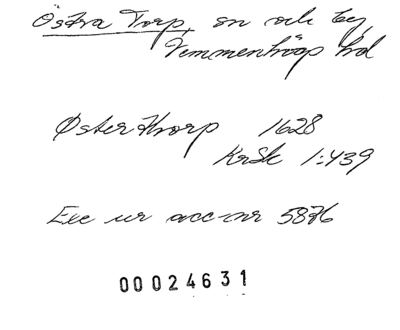 Östra Torp, sn och by,
Vemmenhögs hd
Østerthorp 1628
KrSk 1:439
Exc ur acc-nr 5876
00024631